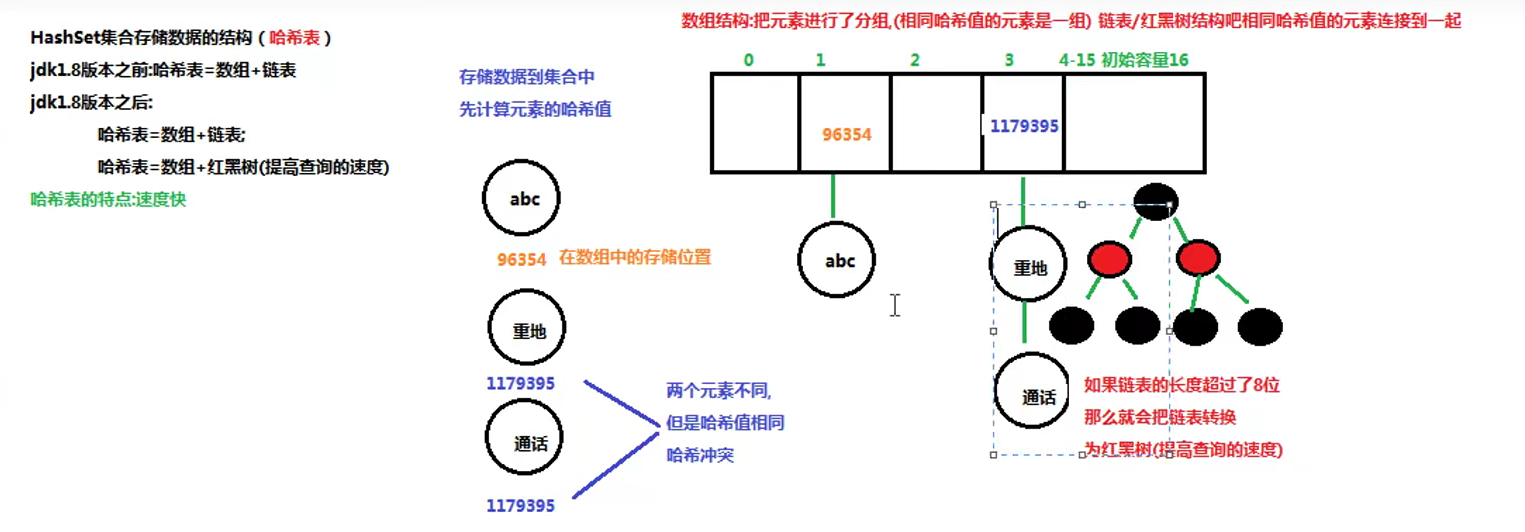 HashSet集合存储数据的结构（哈希表）
jdk1.8版本之前:哈希表=数组+链表
jdk1.8版本之后:
哈希表=数组+链表;
哈希表=数组+红黑树(提高查询的速度)
哈希表的特点:速度快
存储数据到集合中
先计算元素的哈希值
abc
96354 在数组中的存储位置
重地
1179395
通话
1179395
两个元素不同,
但是哈希值相同
哈希冲突
数组结构:把元素进行了分组,(相同哈希值的元素是一组) 链表/红黑树结构吧相同哈希值的元素连接到一起
0 1 2 3 4-15 初始容量16
96354 1179395
abc
重地
通话
如果链表的长度超过了8位
那么就会把链表转换
为红黑树(提高查询的速度)